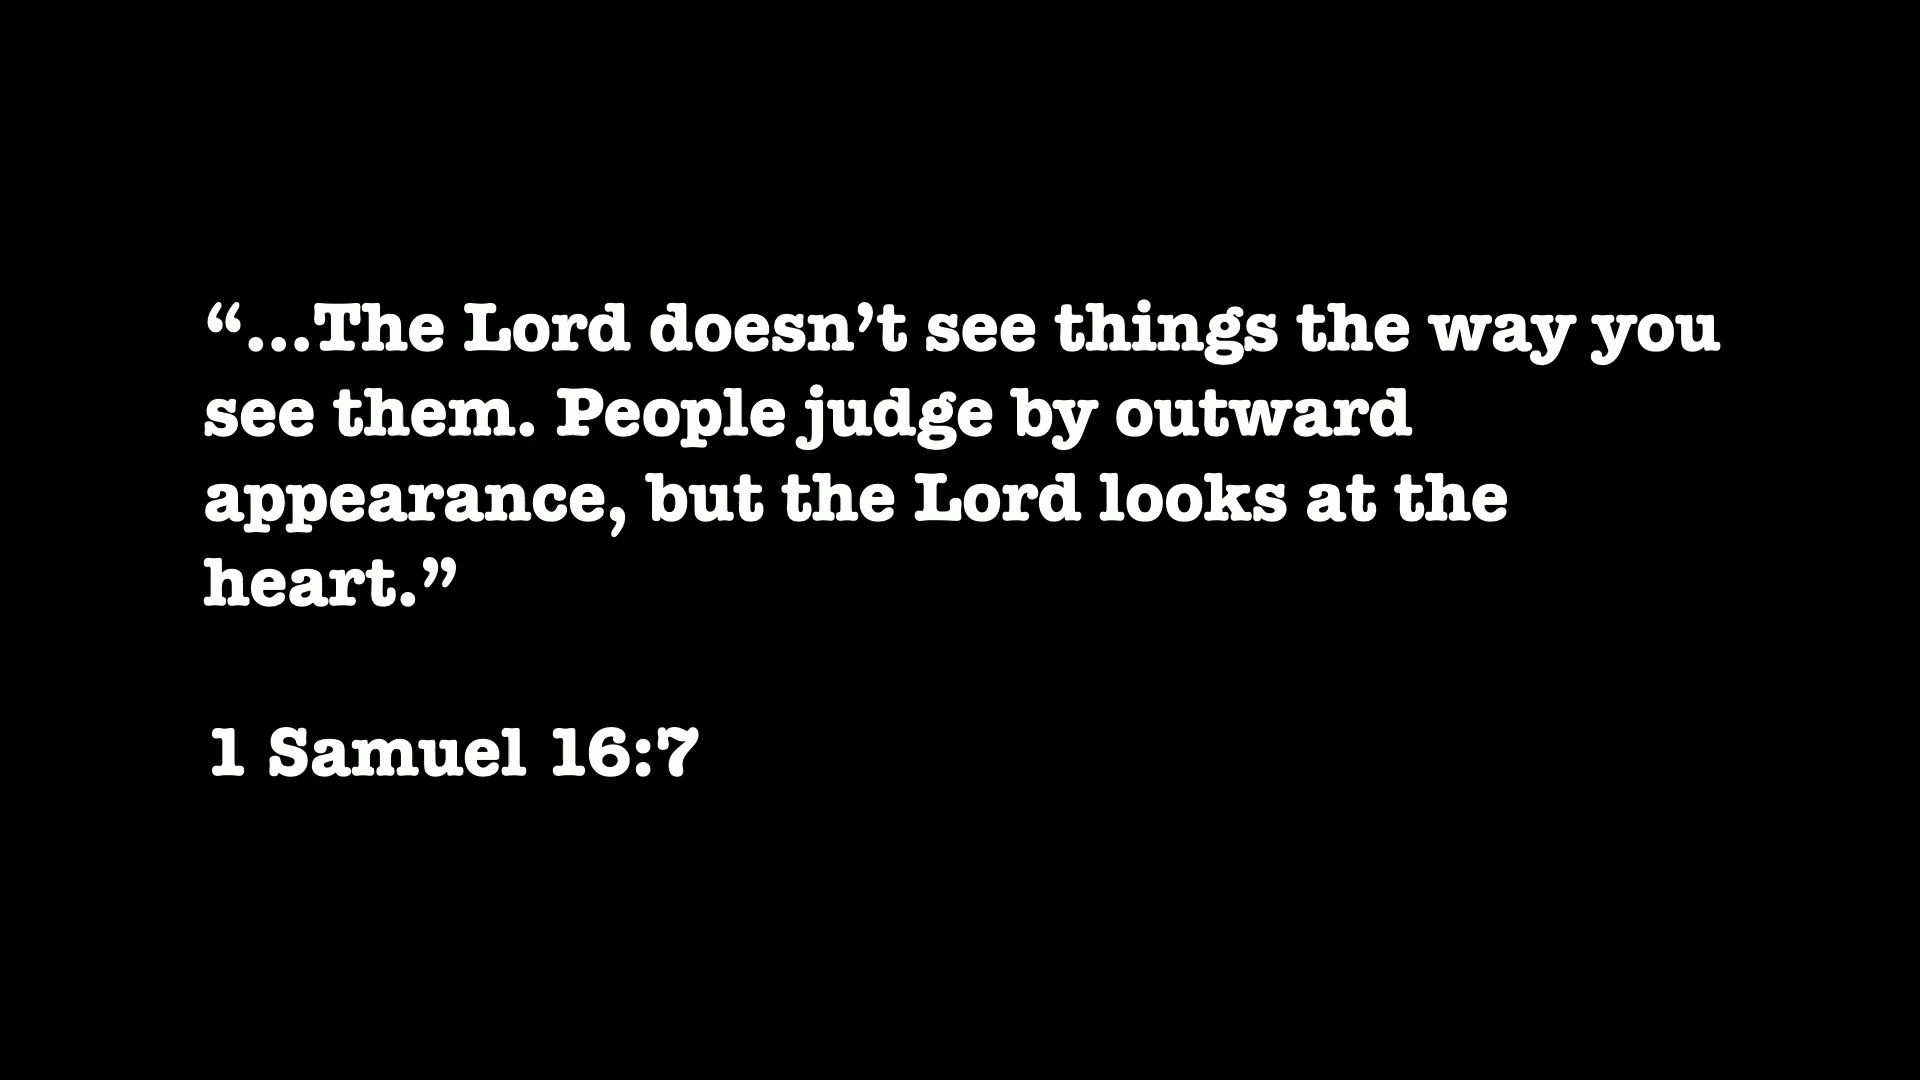 “...The Lord doesn’t see things the way you
see them. People judge by outward
appearance, but the Lord looks at the
heart.”
1 Samuel 16:7